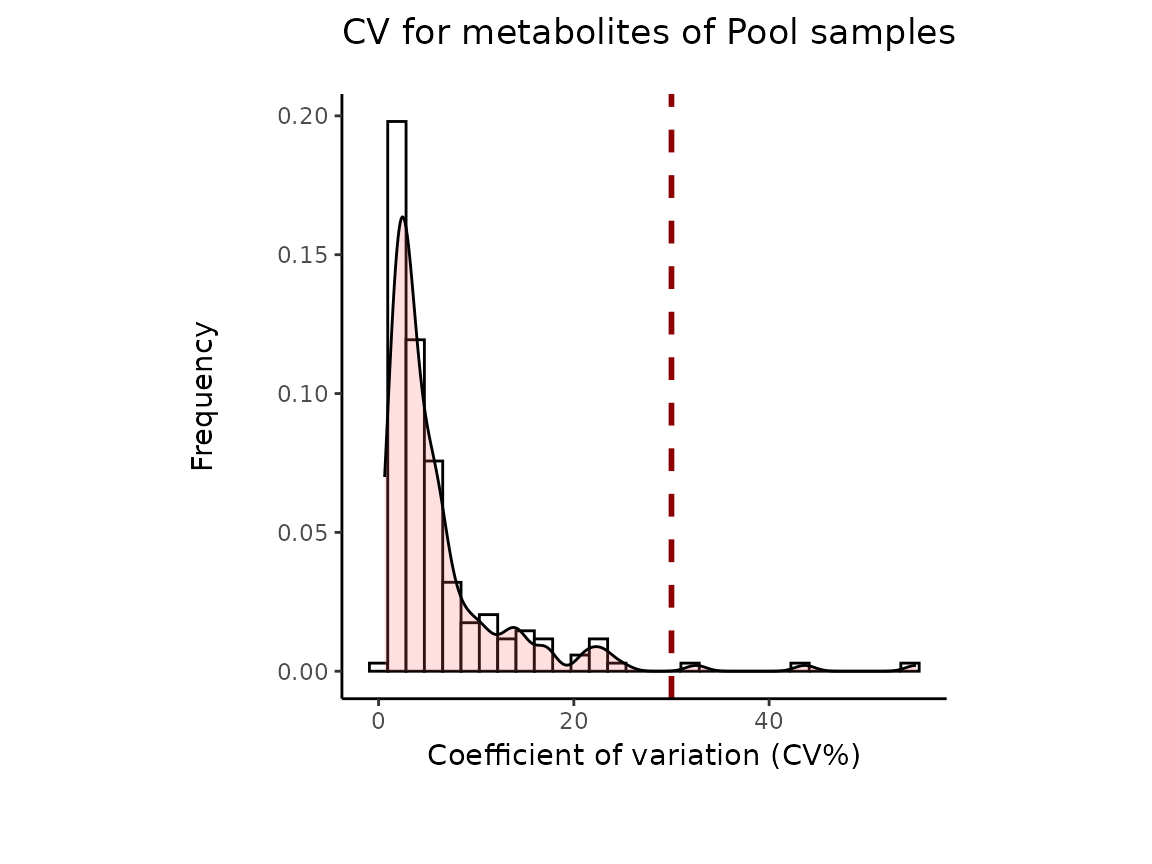 CV for metabolites of Pool samples
0.20
0.15
0.10
0.05
0.00
Frequency
0 20 40
Coefficient of variation (CV%)